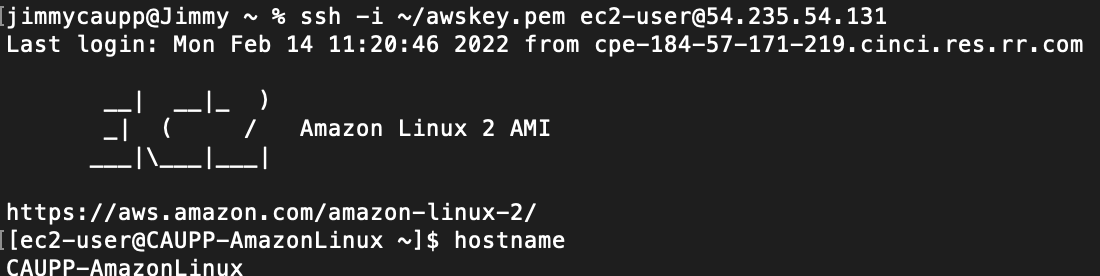 [jimmycaupp@Jimmy ~ % ssh -i ~/awskey.pem ec2-user@54.235.54.131
Last login: Mon Feb 14 11:20:46 2022 from cpe-184-57-171-219.cinci.res.rr.com
       __|  __|_  )
       _|  (     /   Amazon Linux 2 AMI
      ___|\___|___|
https://aws.amazon.com/amazon-linux-2/
[[ec2-user@CAUPP-AmazonLinux ~]$ hostname
CAUPP-AmazonLinux